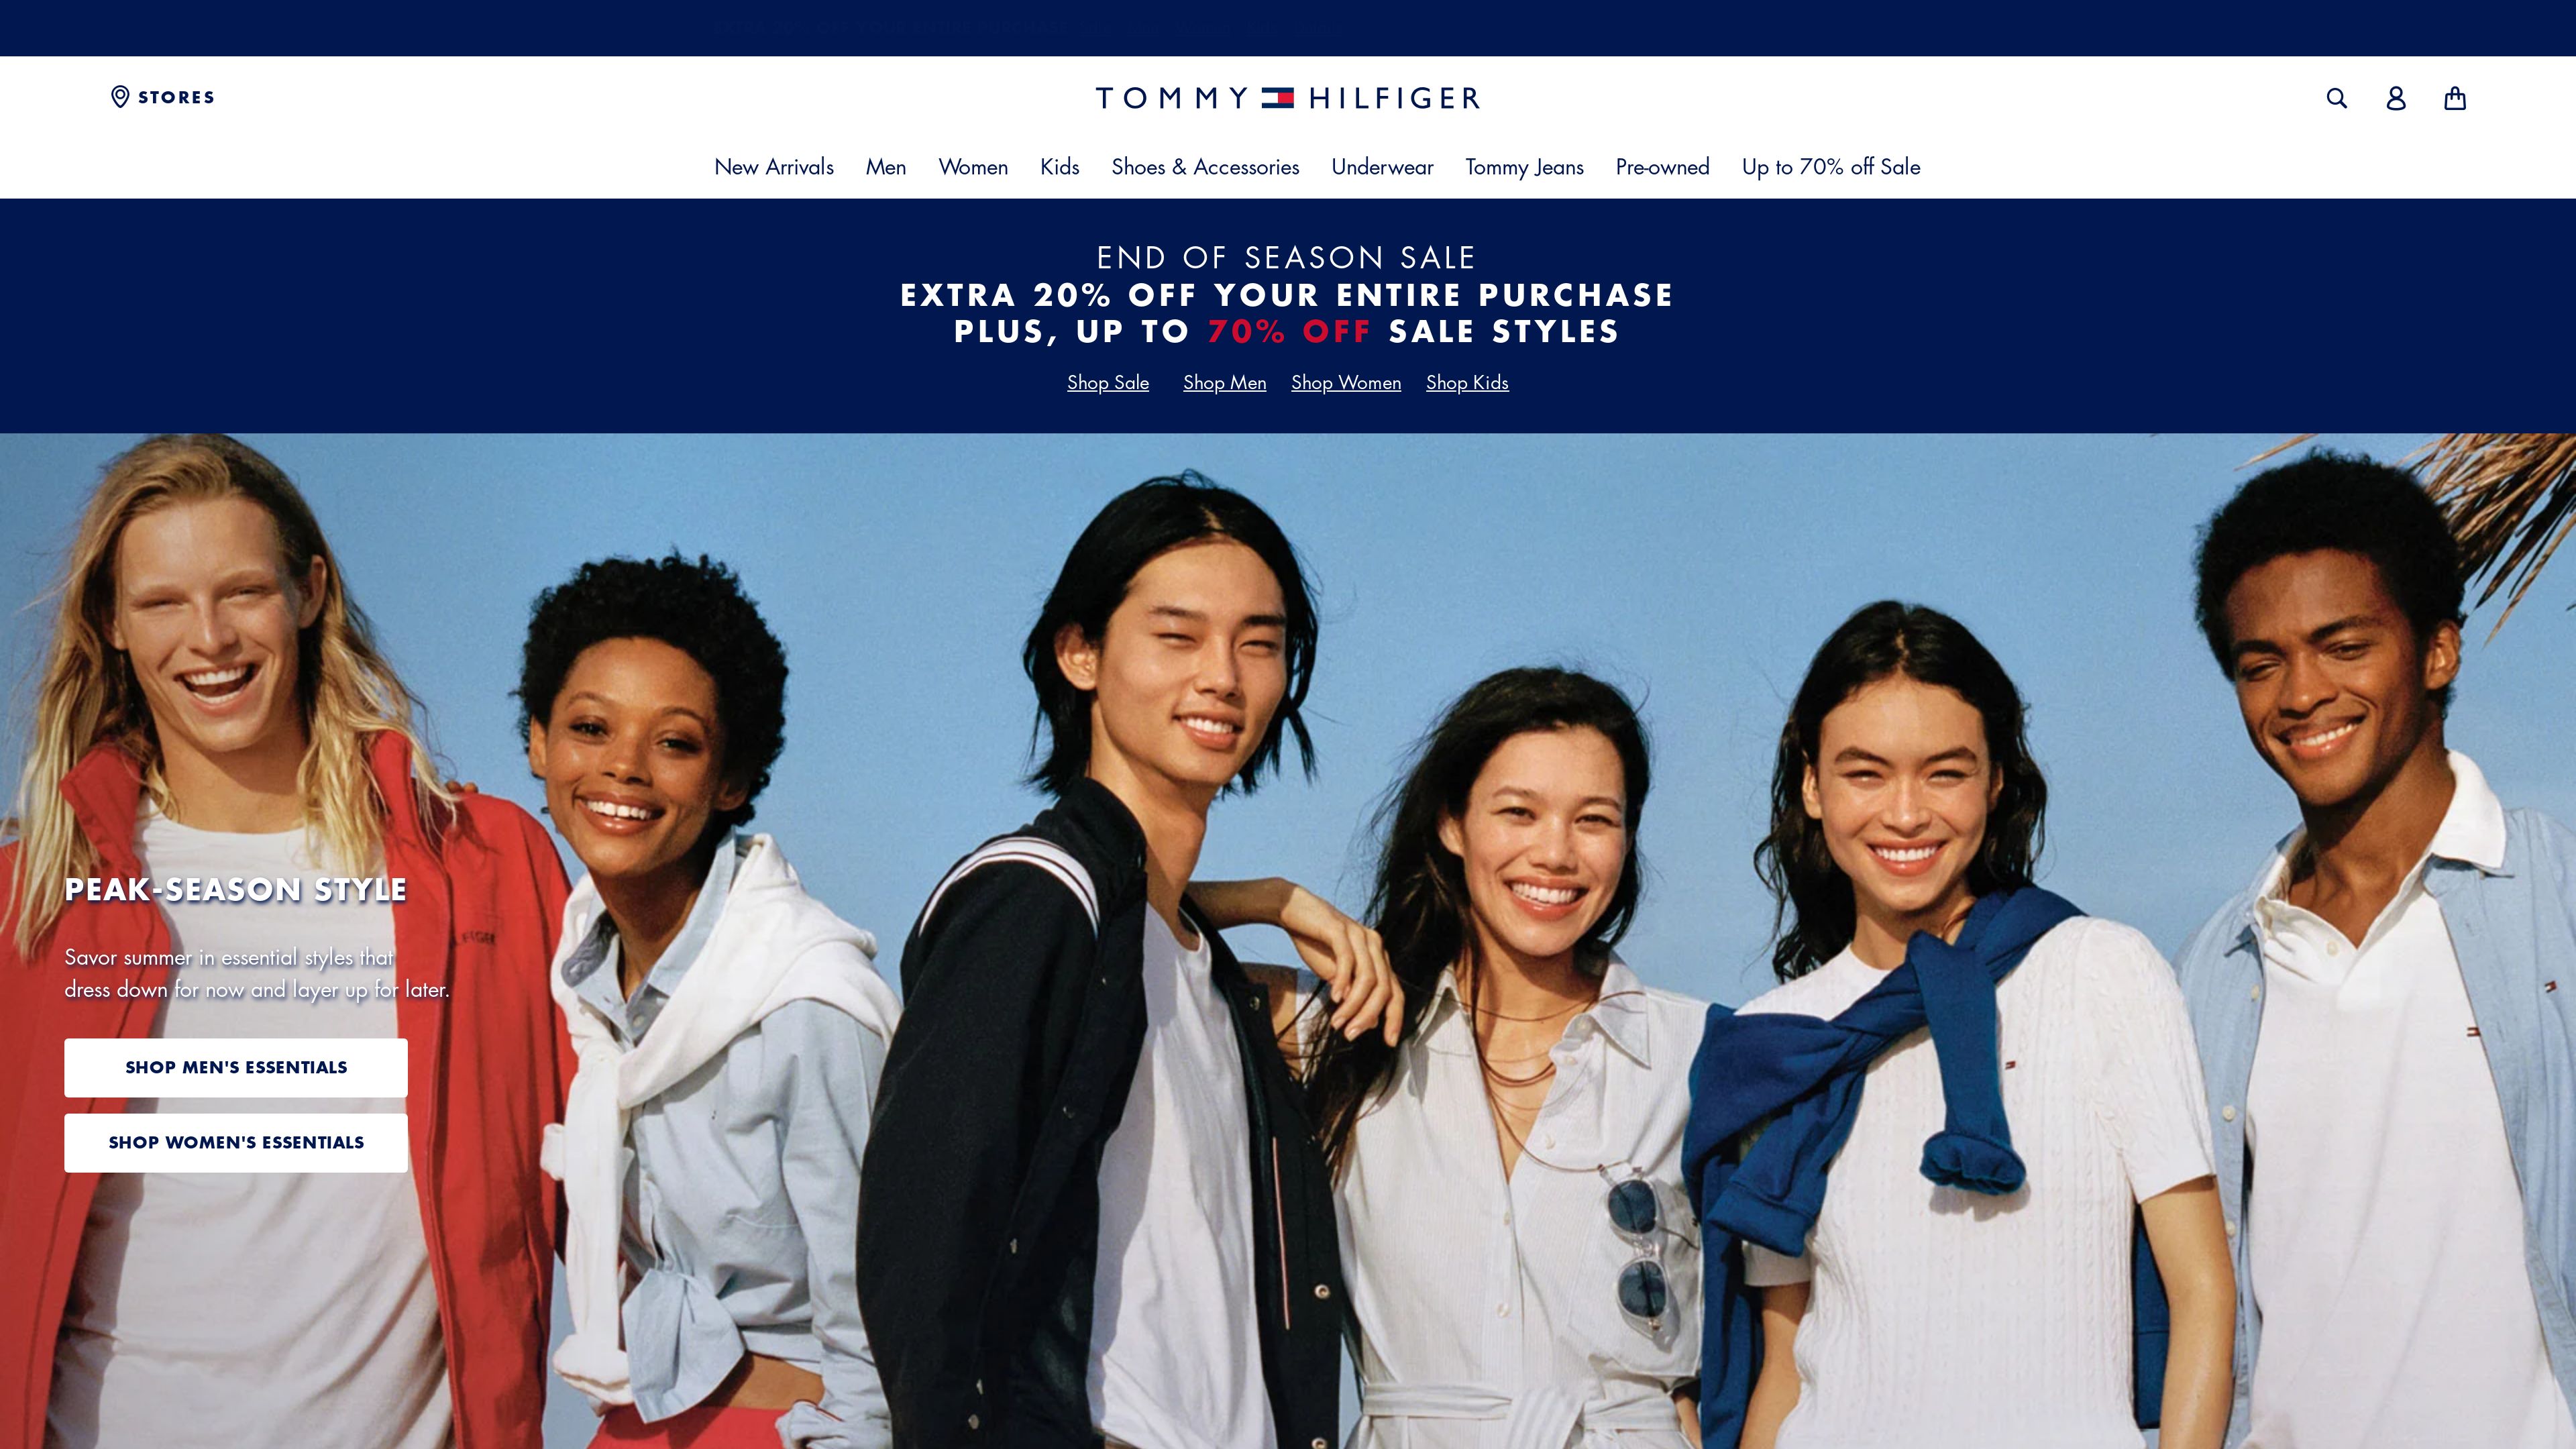 STORES
TOMMY HILFIGER
New Arrivals Men Women Kids Shoes & Accessories Underwear Tommy Jeans Pre-owned Up to 70% off Sale
END OF SEASON SALE
EXTRA 20% OFF YOUR ENTIRE PURCHASE
PLUS, UP TO 70% OFF SALE STYLES
Shop Sale Shop Men Shop Women Shop Kids
PEAK-SEASON STYLE
Savor summer in essential styles that
dress down for now and layer up for later.
SHOP MEN'S ESSENTIALS
SHOP WOMEN'S ESSENTIALS